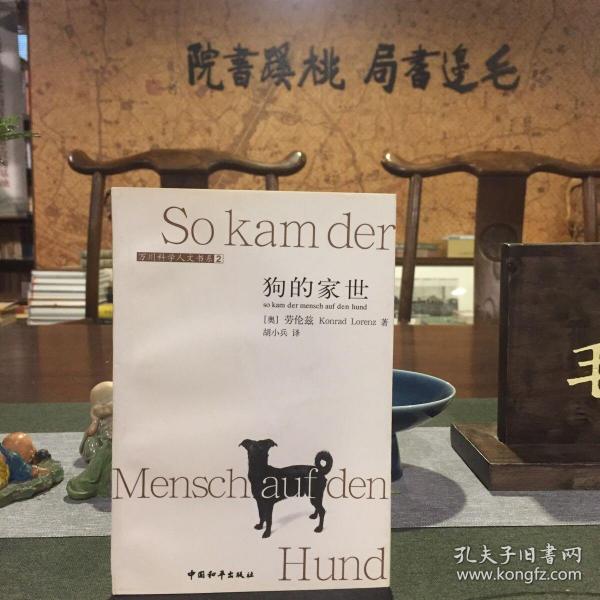 院書蹊桃 局書邊毛
So kam der
万川科学人文书系2
狗的家世
so kam der mensch auf den hund
[奥] 劳伦兹 Konrad Lorenz 著
胡小兵 译
Mensch auf den
Hund
中国和平出版社
毛
孔夫子旧书网
www.kongfz.com